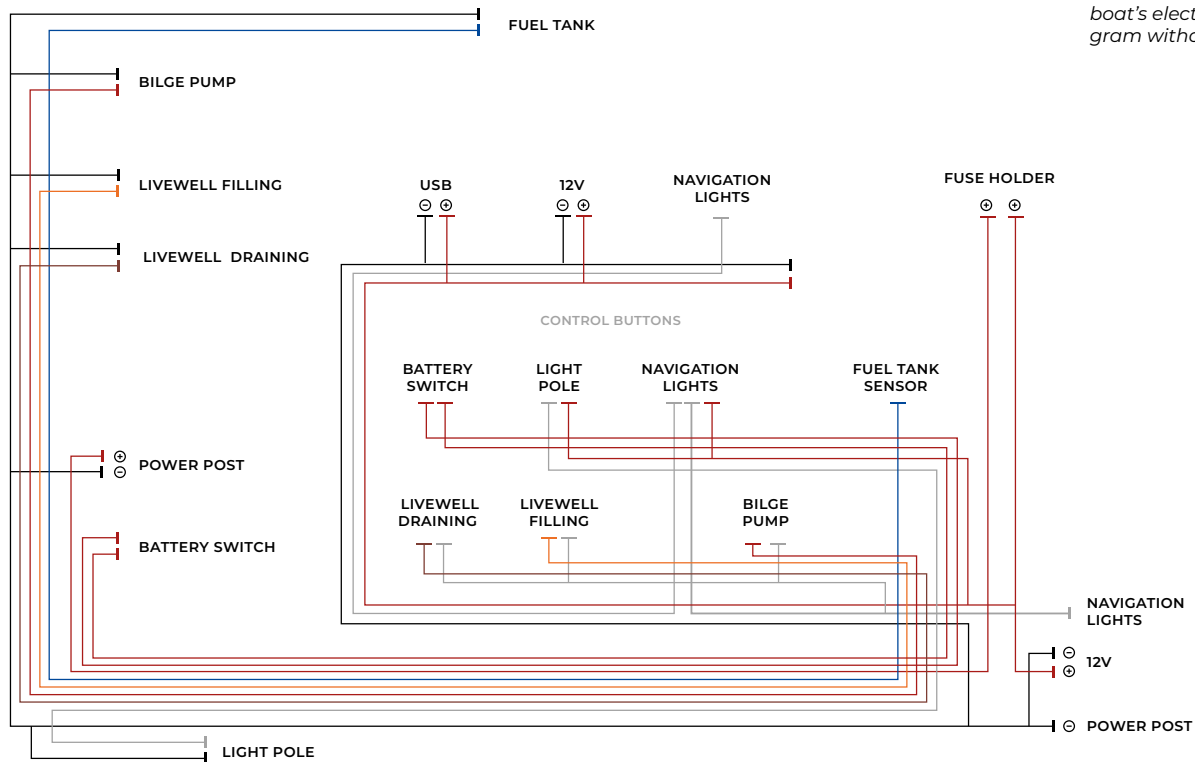 boat's elect
gram witho
FUEL TANK
BILGE PUMP
LIVEWELL FILLING
LIVEWELL DRAINING
USB
⊖ ⊕
12V
⊖ ⊕
NAVIGATION
LIGHTS
FUSE HOLDER
⊕ ⊕
CONTROL BUTTONS
BATTERY
SWITCH
LIGHT
POLE
NAVIGATION
LIGHTS
FUEL TANK
SENSOR
⊕
⊖
POWER POST
BATTERY SWITCH
LIVEWELL
DRAINING
LIVEWELL
FILLING
BILGE
PUMP
NAVIGATION
LIGHTS
⊖
⊕
12V
⊖ POWER POST
LIGHT POLE